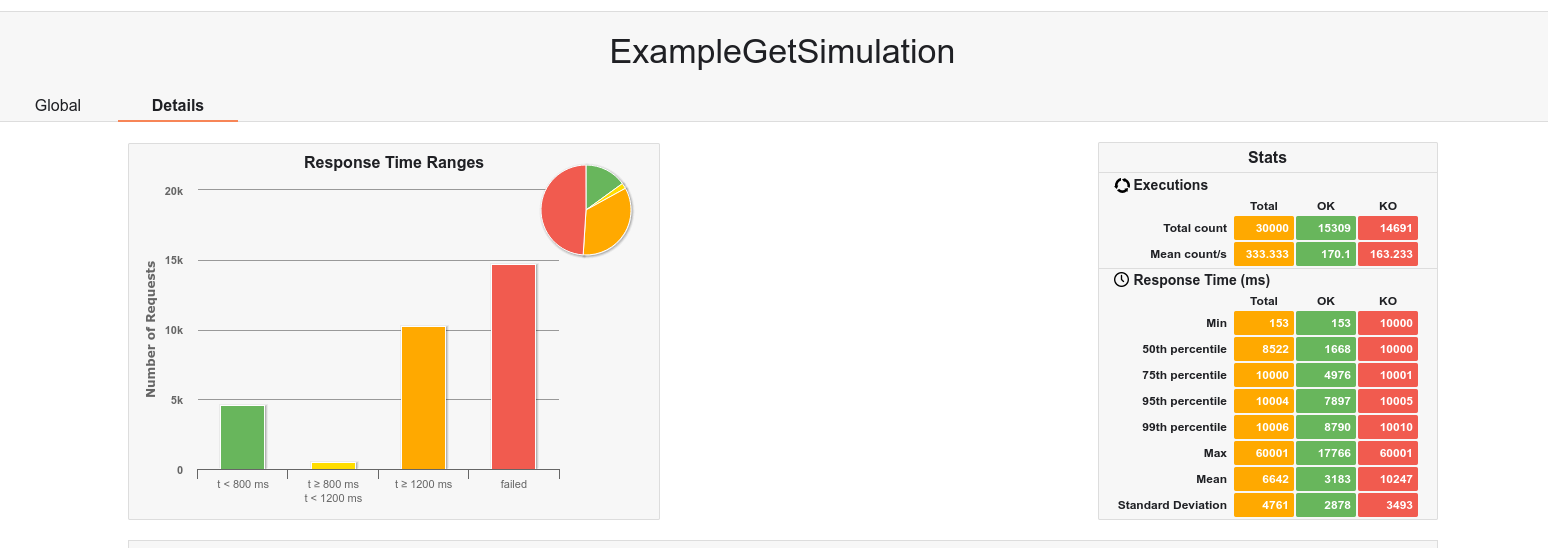 ExampleGetSimulation
Global Details
Response Time Ranges
20k
15k
10k
5k
0
Number of Requests
t < 800 ms
t ≥ 800 ms
t < 1200 ms
t ≥ 1200 ms
failed
Stats
Executions
Total OK KO
Total count 30000 15309 14691
Mean count/s 333.333 170.1 163.233
Response Time (ms)
Total OK KO
Min 153 153 10000
50th percentile 8522 1668 10000
75th percentile 10000 4976 10001
95th percentile 10004 7897 10005
99th percentile 10006 8790 10010
Max 60001 17766 60001
Mean 6642 3183 10247
Standard Deviation 4761 2878 3493